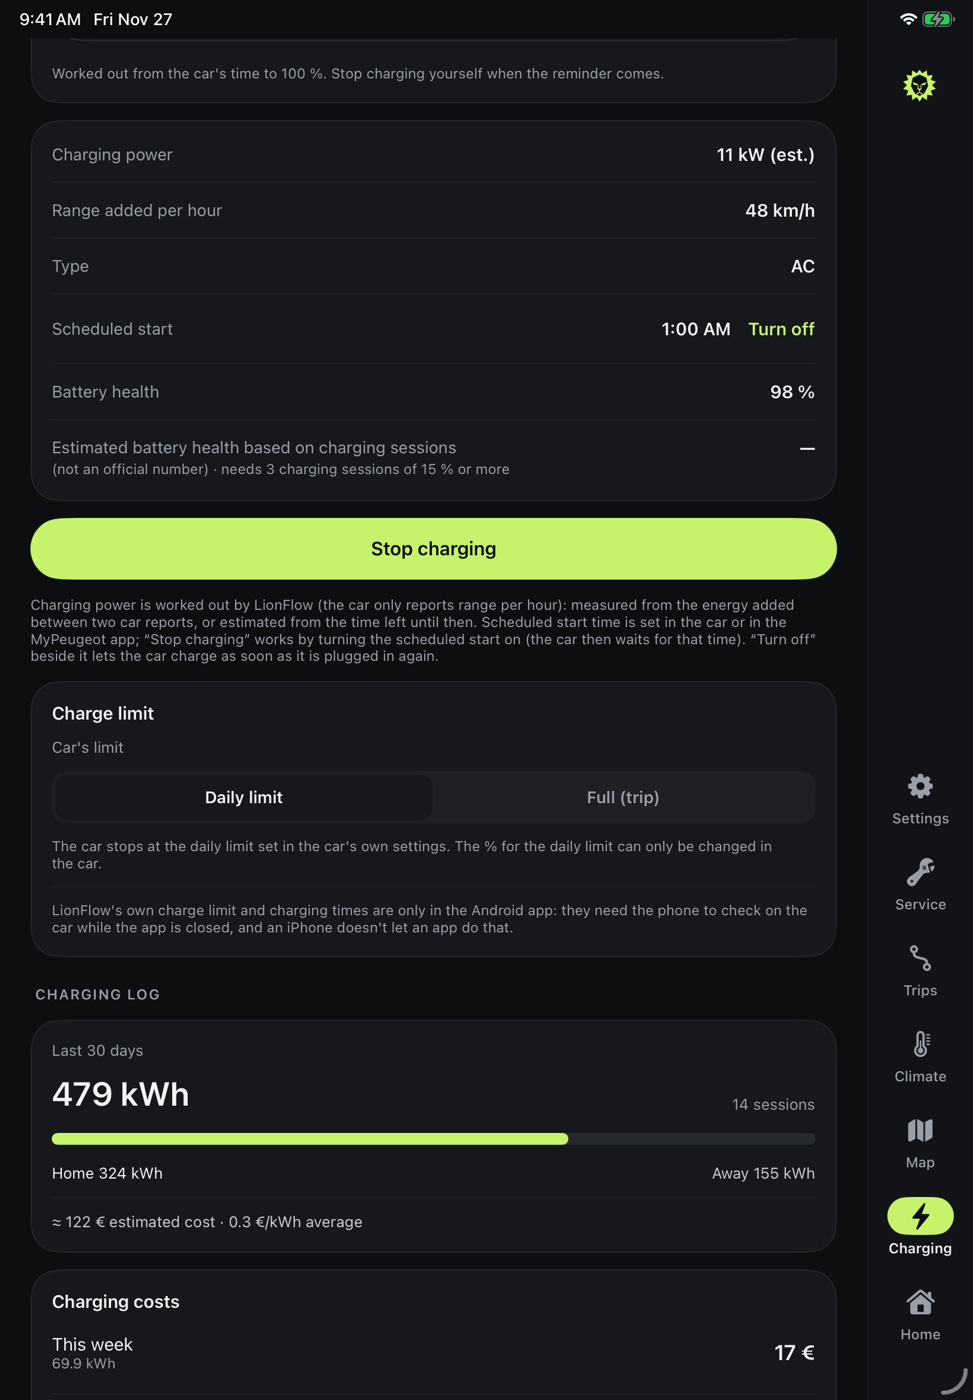 9:41 AM Fri Nov 27
Worked out from the car's time to 100 %. Stop charging yourself when the reminder comes.
Charging power 11 kW (est.)
Range added per hour 48 km/h
Type AC
Scheduled start 1:00 AM Turn off
Battery health 98 %
Estimated battery health based on charging sessions –
(not an official number) · needs 3 charging sessions of 15 % or more
Stop charging
Charging power is worked out by LionFlow (the car only reports range per hour): measured from the energy added
between two car reports, or estimated from the time left until then. Scheduled start time is set in the car or in the
MyPeugeot app; “Stop charging” works by turning the scheduled start on (the car then waits for that time). “Turn off”
beside it lets the car charge as soon as it is plugged in again.
Charge limit
Car's limit
Daily limit Full (trip)
The car stops at the daily limit set in the car's own settings. The % for the daily limit can only be changed in
the car.
LionFlow's own charge limit and charging times are only in the Android app: they need the phone to check on the
car while the app is closed, and an iPhone doesn't let an app do that.
CHARGING LOG
Last 30 days
479 kWh
14 sessions
Home 324 kWh Away 155 kWh
≈ 122 € estimated cost · 0.3 €/kWh average
Charging costs
This week
69.9 kWh
17 €
Settings
Service
Trips
Climate
Map
Charging
Home